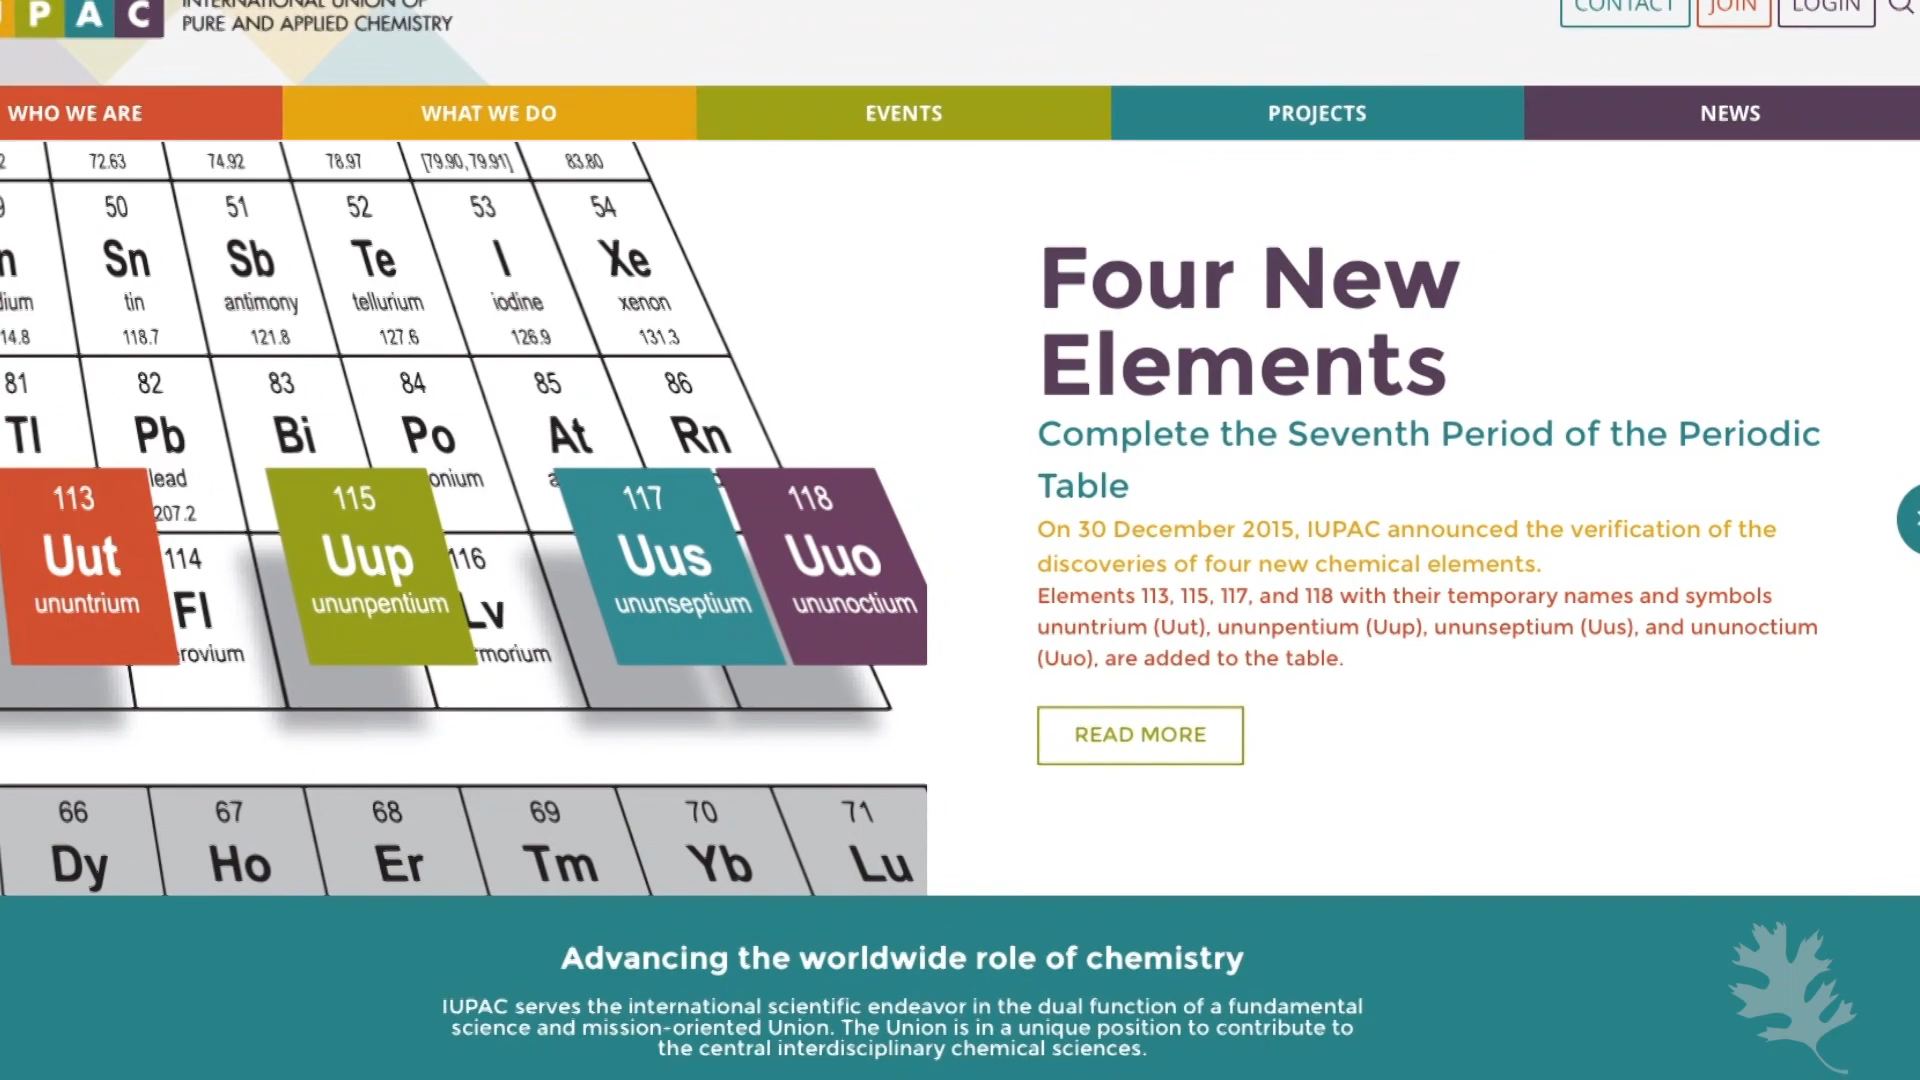 P A C
INTERNATIONAL UNION OF
PURE AND APPLIED CHEMISTRY
CONTACT JOIN LOGIN
WHO WE ARE WHAT WE DO EVENTS PROJECTS NEWS
72.63 74.92 78.97 [79.90, 79.91] 83.80
50 51 52 53 54
Sn Sb Te I Xe
tin antimony tellurium iodine xenon
14.8 118.7 121.8 127.6 126.9 131.3
81 82 83 84 85 86
Tl Pb Bi Po At Rn
lead onium
207.2
113 115 117 118
Uut Uup Uus Uuo
ununtrium ununpentium ununseptium ununoctium
114 116
Fl Lv
rovium rmorium
66 67 68 69 70 71
Dy Ho Er Tm Yb Lu
Four New
Elements
Complete the Seventh Period of the Periodic
Table
On 30 December 2015, IUPAC announced the verification of the
discoveries of four new chemical elements.
Elements 113, 115, 117, and 118 with their temporary names and symbols
ununtrium (Uut), ununpentium (Uup), ununseptium (Uus), and ununoctium
(Uuo), are added to the table.
READ MORE
Advancing the worldwide role of chemistry
IUPAC serves the international scientific endeavor in the dual function of a fundamental
science and mission-oriented Union. The Union is in a unique position to contribute to
the central interdisciplinary chemical sciences.